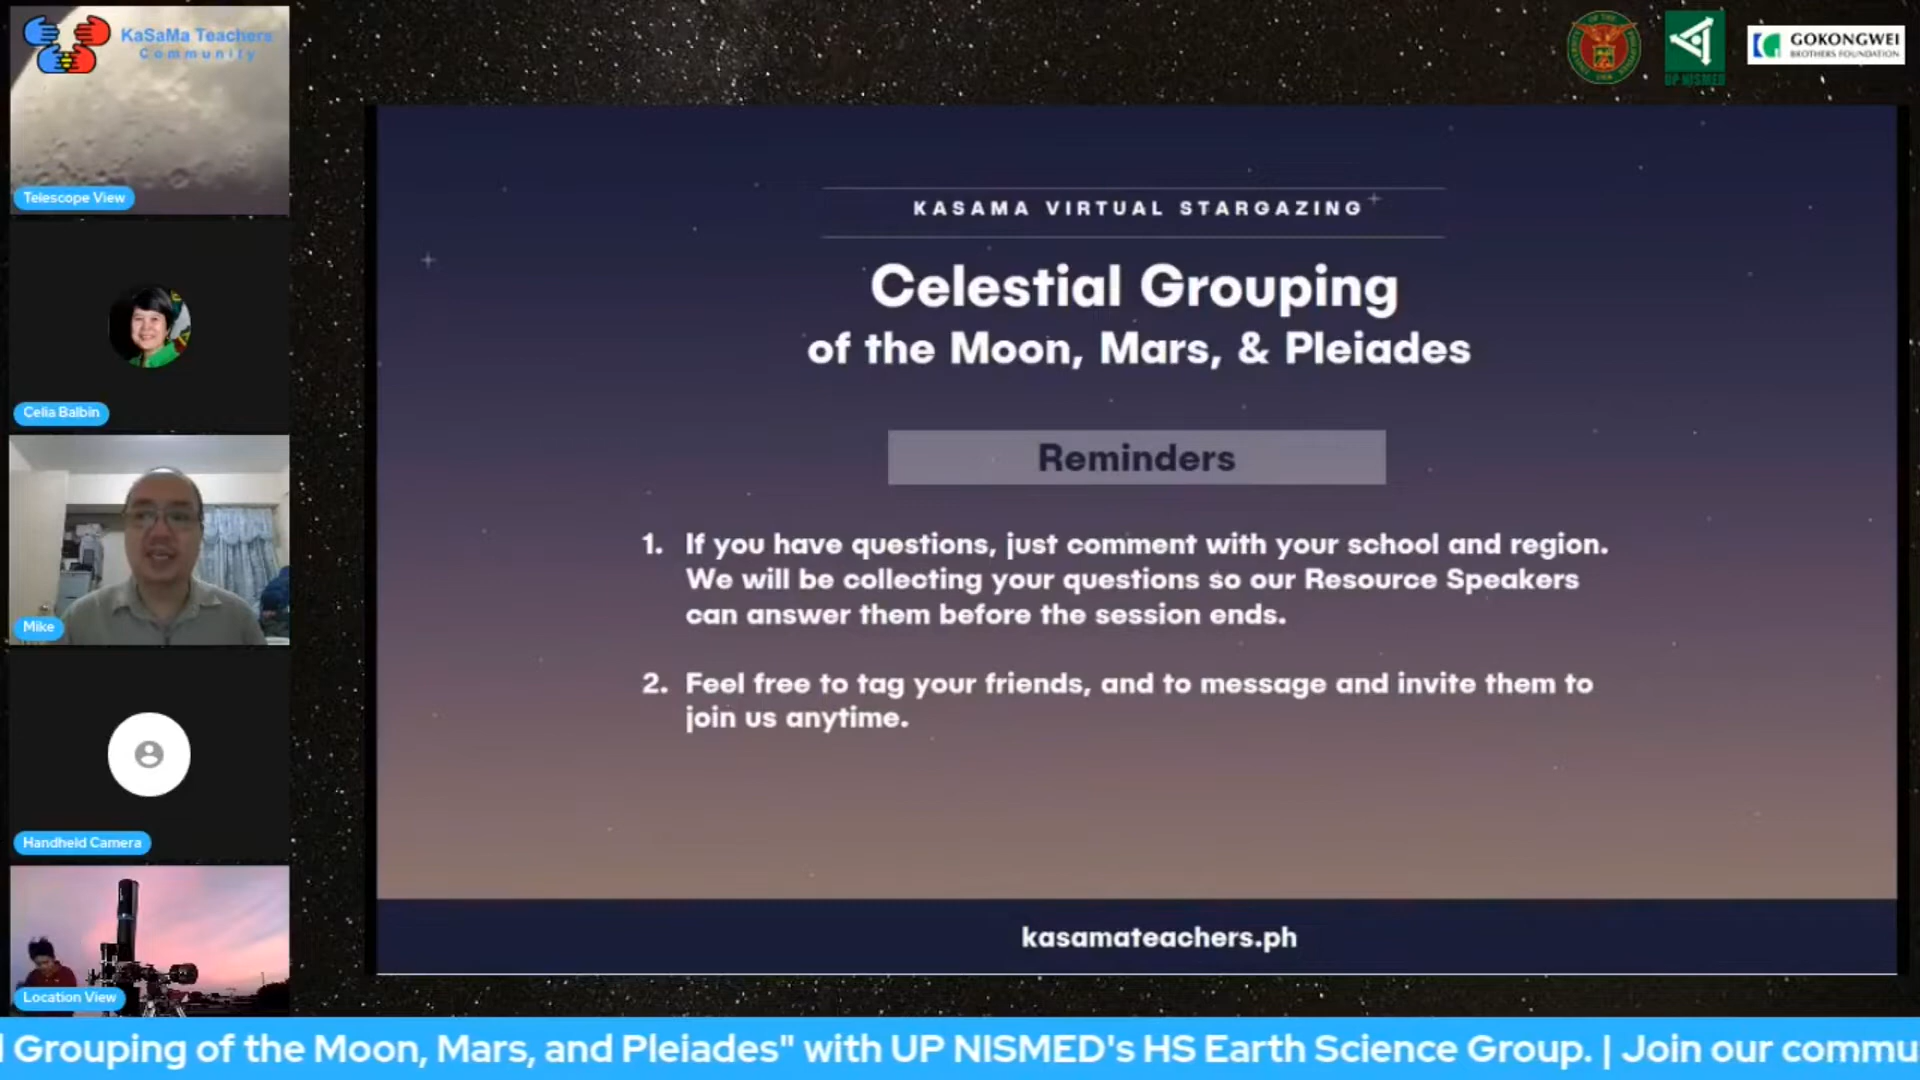 KaSaMa Teachers
Community
Telescope View
Celia Balbin
Mike
Handheld Camera
Location View
UP NISMED
GOKONGWEI
BROTHERS FOUNDATION
KASAMA VIRTUAL STARGAZING
Celestial Grouping
of the Moon, Mars, & Pleiades
Reminders
1. If you have questions, just comment with your school and region.
We will be collecting your questions so our Resource Speakers
can answer them before the session ends.
2. Feel free to tag your friends, and to message and invite them to
join us anytime.
kasamateachers.ph
Grouping of the Moon, Mars, and Pleiades" with UP NISMED's HS Earth Science Group. | Join our commu